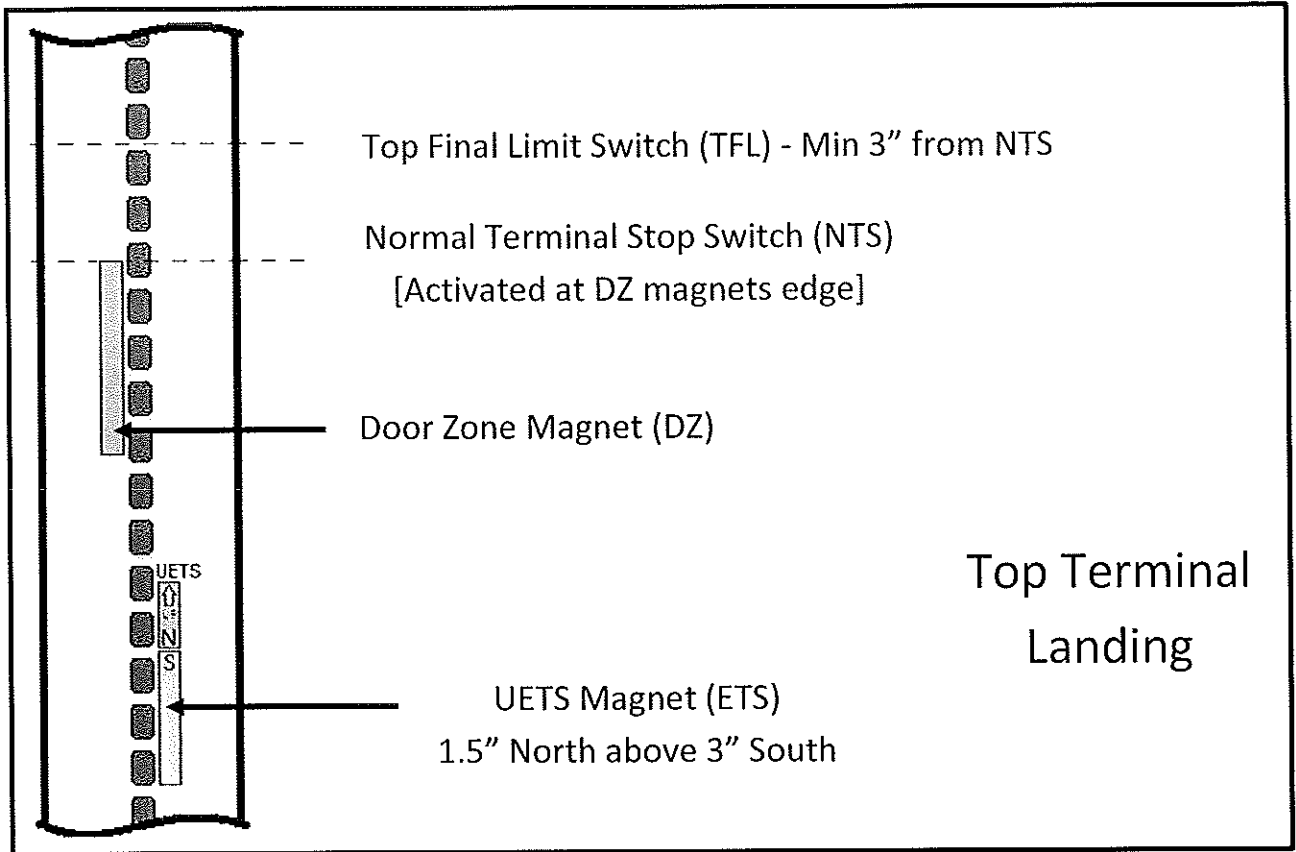 Top Final Limit Switch (TFL) - Min 3” from NTS
Normal Terminal Stop Switch (NTS)
[Activated at DZ magnets edge]
Door Zone Magnet (DZ)
UETS
N
S
Top Terminal
Landing
UETS Magnet (ETS)
1.5” North above 3” South